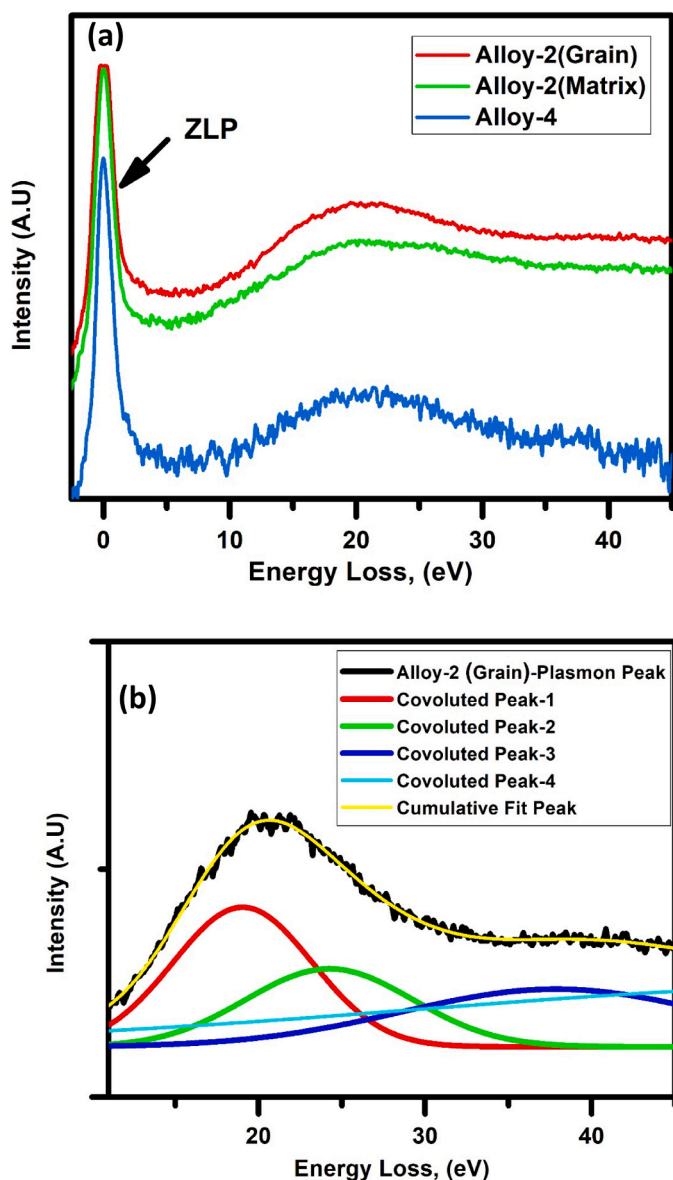 (a)
Alloy-2(Grain)
Alloy-2(Matrix)
Alloy-4
ZLP
Intensity (A.U)
0 10 20 30 40
Energy Loss, (eV)
(b)
Alloy-2 (Grain)-Plasmon Peak
Covoluted Peak-1
Covoluted Peak-2
Covoluted Peak-3
Covoluted Peak-4
Cumulative Fit Peak
Intensity (A.U)
20 30 40
Energy Loss, (eV)